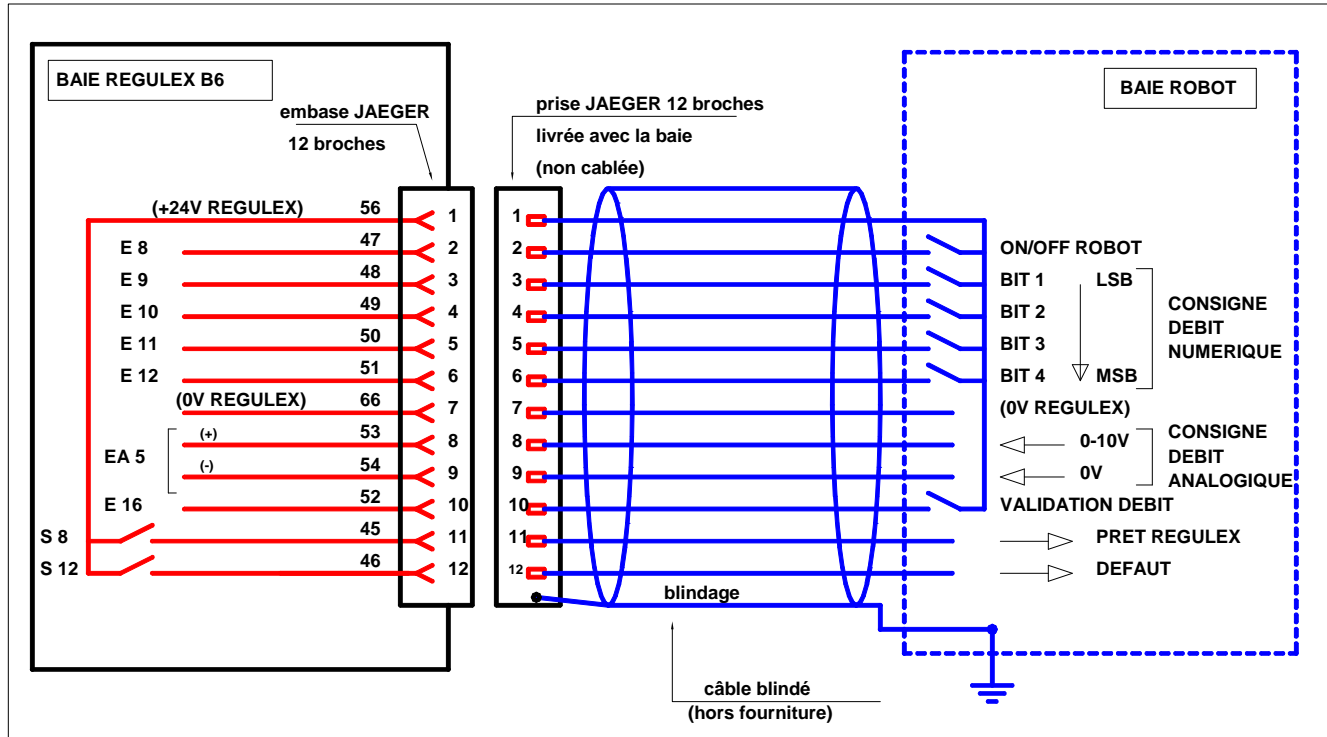 BAIE REGULEX B6
embase JAEGER
12 broches
prise JAEGER 12 broches
livrée avec la baie
(non cablée)
BAIE ROBOT
(+24V REGULEX) 56 1 1
E 8 47 2 2 ON/OFF ROBOT
E 9 48 3 3 BIT 1 LSB
E 10 49 4 4 BIT 2
E 11 50 5 5 BIT 3
E 12 51 6 6 BIT 4 MSB
CONSIGNE
DEBIT
NUMERIQUE
(0V REGULEX) 66 7 7 (0V REGULEX)
EA 5
(+) 53 8 8 0-10V
(-) 54 9 9 0V
CONSIGNE
DEBIT
ANALOGIQUE
E 16 52 10 10 VALIDATION DEBIT
S 8 45 11 11 PRET REGULEX
S 12 46 12 12 DEFAUT
blindage
câble blindé
(hors fourniture)